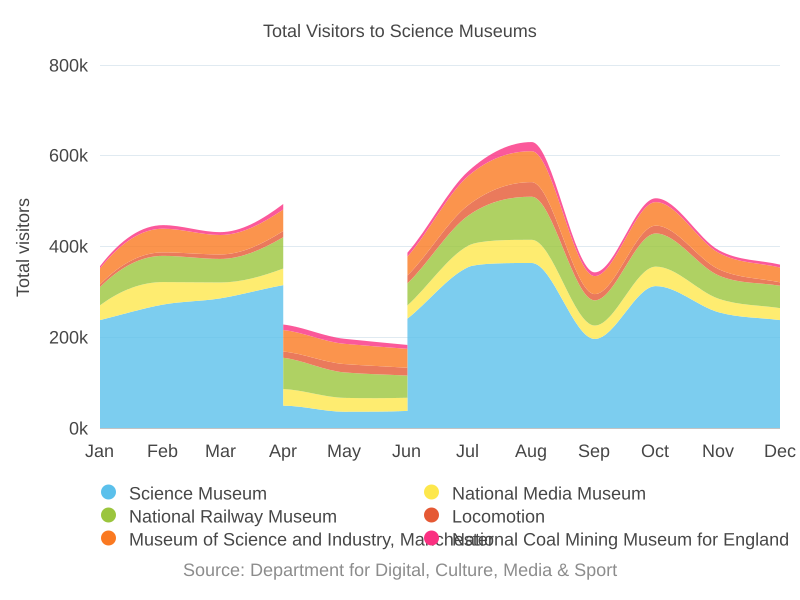 Total Visitors to Science Museums
Total visitors
800k
600k
400k
200k
0k
Jan Feb Mar Apr May Jun Jul Aug Sep Oct Nov Dec
Science Museum
National Media Museum
National Railway Museum
Locomotion
Museum of Science and Industry, Manchester
National Coal Mining Museum for England
Source: Department for Digital, Culture, Media & Sport